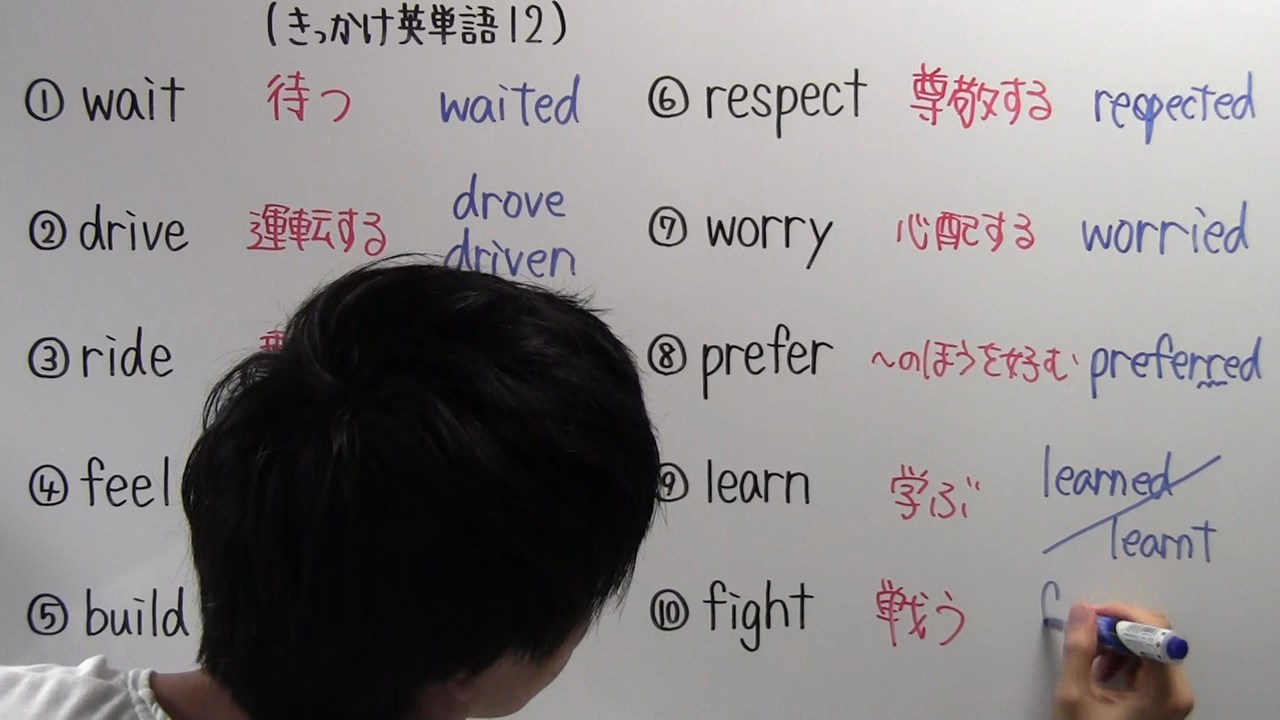 (きっかけ英単語12)
① wait 待つ waited
② drive 運転する drove
driven
③ ride
④ feel
⑤ build
⑥ respect 尊敬する respected
⑦ worry 心配する worried
⑧ prefer ~のほうを好む preferred
⑨ learn 学ぶ learned
learnt
⑩ fight 戦う f